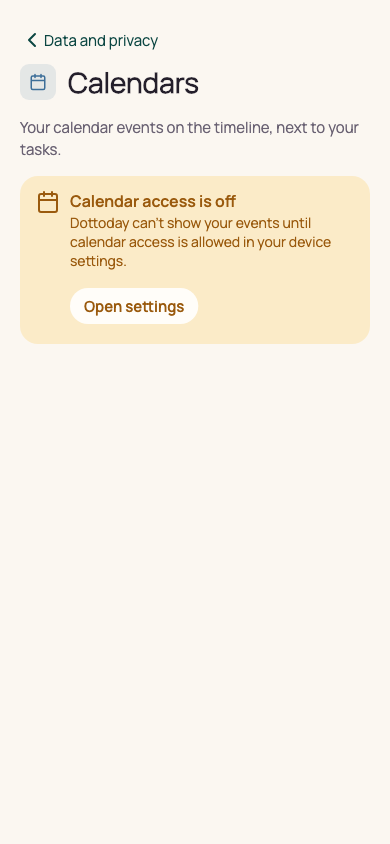 Data and privacy
Calendars
Your calendar events on the timeline, next to your
tasks.
Calendar access is off
Dottoday can't show your events until
calendar access is allowed in your device
settings.
Open settings